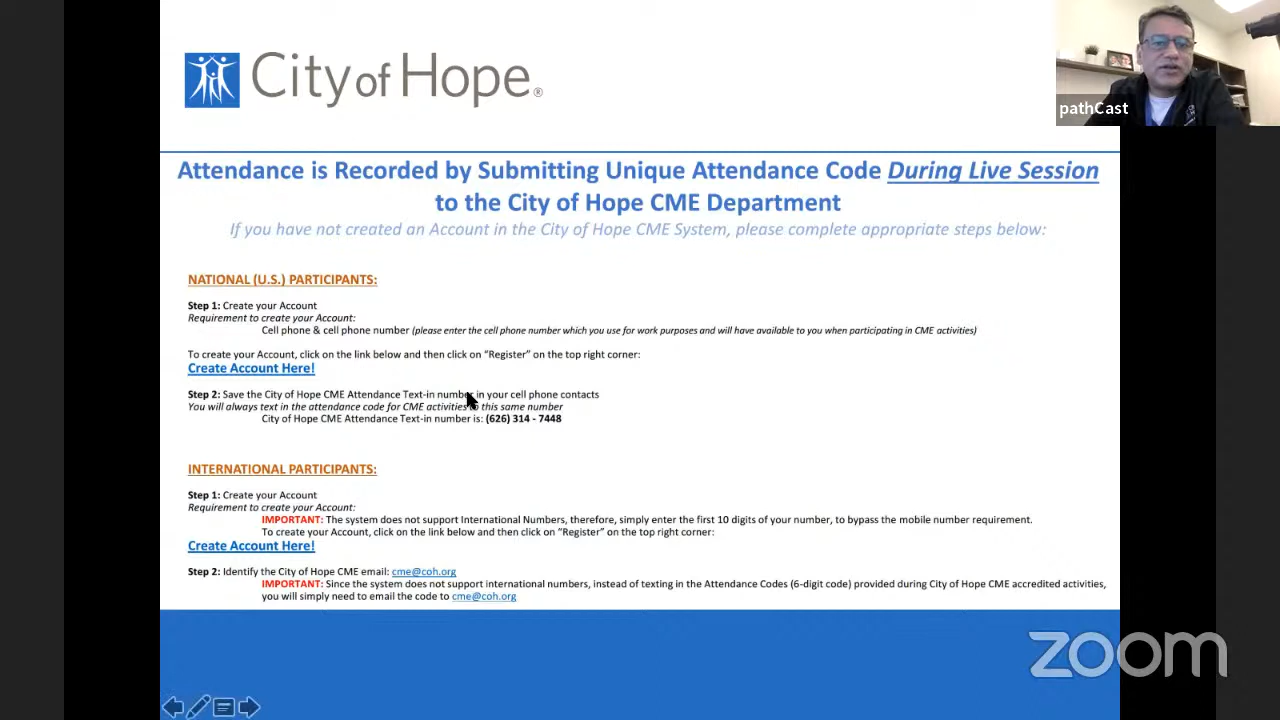 City of Hope®
pathCast
Attendance is Recorded by Submitting Unique Attendance Code During Live Session
to the City of Hope CME Department
If you have not created an Account in the City of Hope CME System, please complete appropriate steps below:
NATIONAL (U.S.) PARTICIPANTS:
Step 1: Create your Account
Requirement to create your Account:
Cell phone & cell phone number (please enter the cell phone number which you use for work purposes and will have available to you when participating in CME activities)
To create your Account, click on the link below and then click on “Register” on the top right corner:
Create Account Here!
Step 2: Save the City of Hope CME Attendance Text-in number in your cell phone contacts
You will always text in the attendance code for CME activities this same number
City of Hope CME Attendance Text-in number is: (626) 314 - 7448
INTERNATIONAL PARTICIPANTS:
Step 1: Create your Account
Requirement to create your Account:
IMPORTANT: The system does not support International Numbers, therefore, simply enter the first 10 digits of your number, to bypass the mobile number requirement.
To create your Account, click on the link below and then click on “Register” on the top right corner:
Create Account Here!
Step 2: Identify the City of Hope CME email: cme@coh.org
IMPORTANT: Since the system does not support international numbers, instead of texting in the Attendance Codes (6-digit code) provided during City of Hope CME accredited activities,
you will simply need to email the code to cme@coh.org
zoom